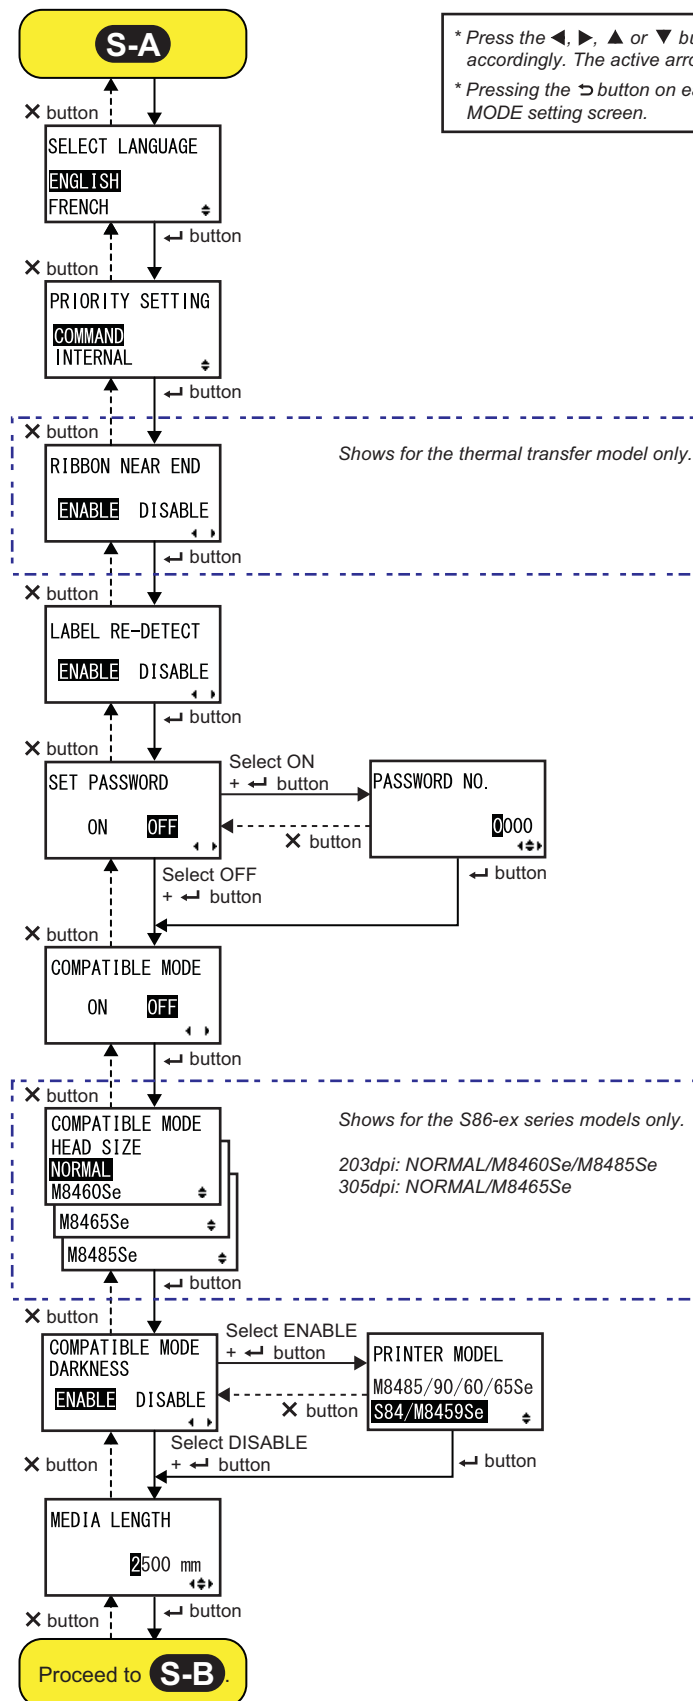 S-A
* Press the ◀, ▶, ▲ or ▼
accordingly. The active
* Pressing the ⮌ button on
MODE setting screen.
✕ button
SELECT LANGUAGE
ENGLISH
FRENCH
↵ button
✕ button
PRIORITY SETTING
COMMAND
INTERNAL
↵ button
✕ button
Shows for the thermal transfer model only.
RIBBON NEAR END
ENABLE DISABLE
↵ button
✕ button
LABEL RE-DETECT
ENABLE DISABLE
↵ button
✕ button
SET PASSWORD
ON OFF
Select ON
+ ↵ button
PASSWORD NO.
0000
✕ button
Select OFF
+ ↵ button
↵ button
✕ button
COMPATIBLE MODE
ON OFF
↵ button
✕ button
COMPATIBLE MODE
HEAD SIZE
NORMAL
M8460Se
M8465Se
M8485Se
Shows for the S86-ex series models only.
203dpi: NORMAL/M8460Se/M8485Se
305dpi: NORMAL/M8465Se
↵ button
✕ button
COMPATIBLE MODE
DARKNESS
ENABLE DISABLE
Select ENABLE
+ ↵ button
PRINTER MODEL
M8485/90/60/65Se
S84/M8459Se
✕ button
Select DISABLE
+ ↵ button
↵ button
✕ button
MEDIA LENGTH
2500 mm
↵ button
✕ button
Proceed to S-B.